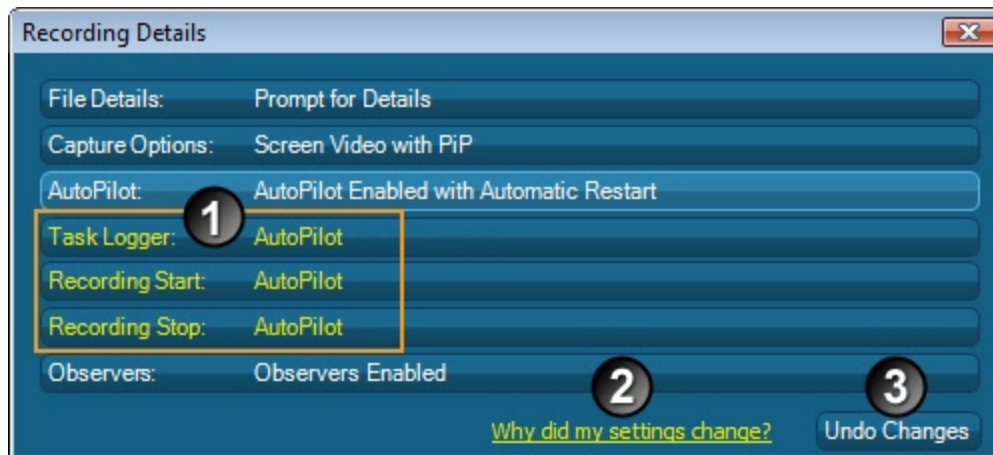 Recording Details
File Details: Prompt for Details
Capture Options: Screen Video with PiP
AutoPilot: AutoPilot Enabled with Automatic Restart
1
Task Logger: AutoPilot
Recording Start: AutoPilot
Recording Stop: AutoPilot
Observers: Observers Enabled
2 3
Why did my settings change? Undo Changes